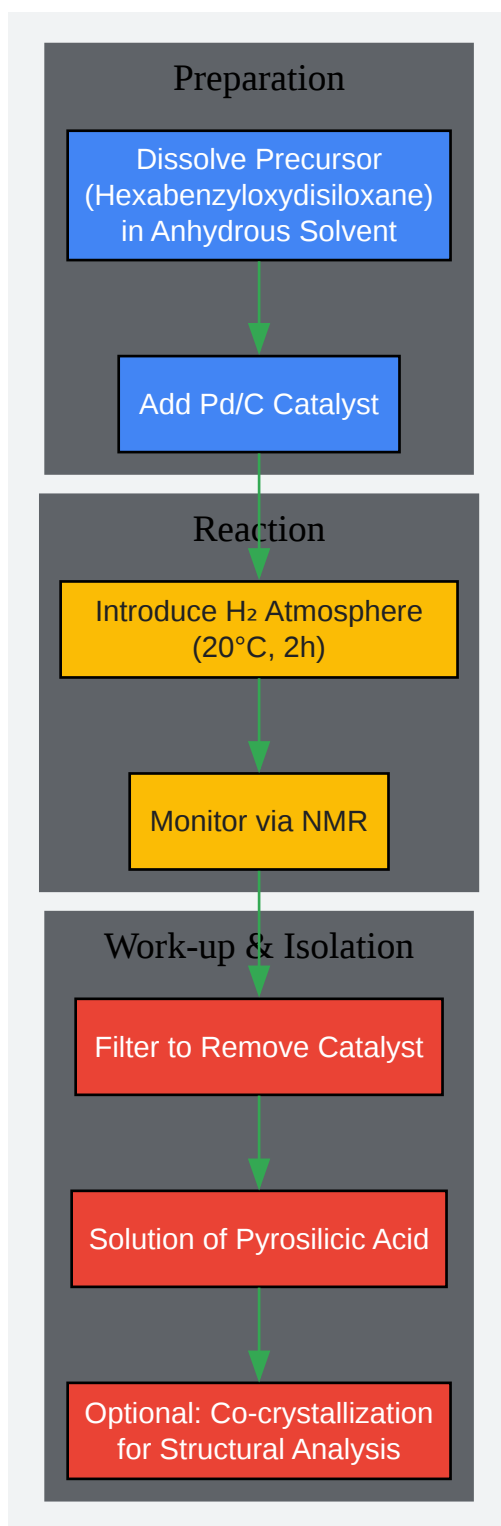 Preparation
Dissolve Precursor
(Hexabenzyloxydisiloxane)
in Anhydrous Solvent
Add Pd/C Catalyst
Reaction
Introduce H₂ Atmosphere
(20°C, 2h)
Monitor via NMR
Work-up & Isolation
Filter to Remove Catalyst
Solution of Pyrosilicic Acid
Optional: Co-crystallization
for Structural Analysis